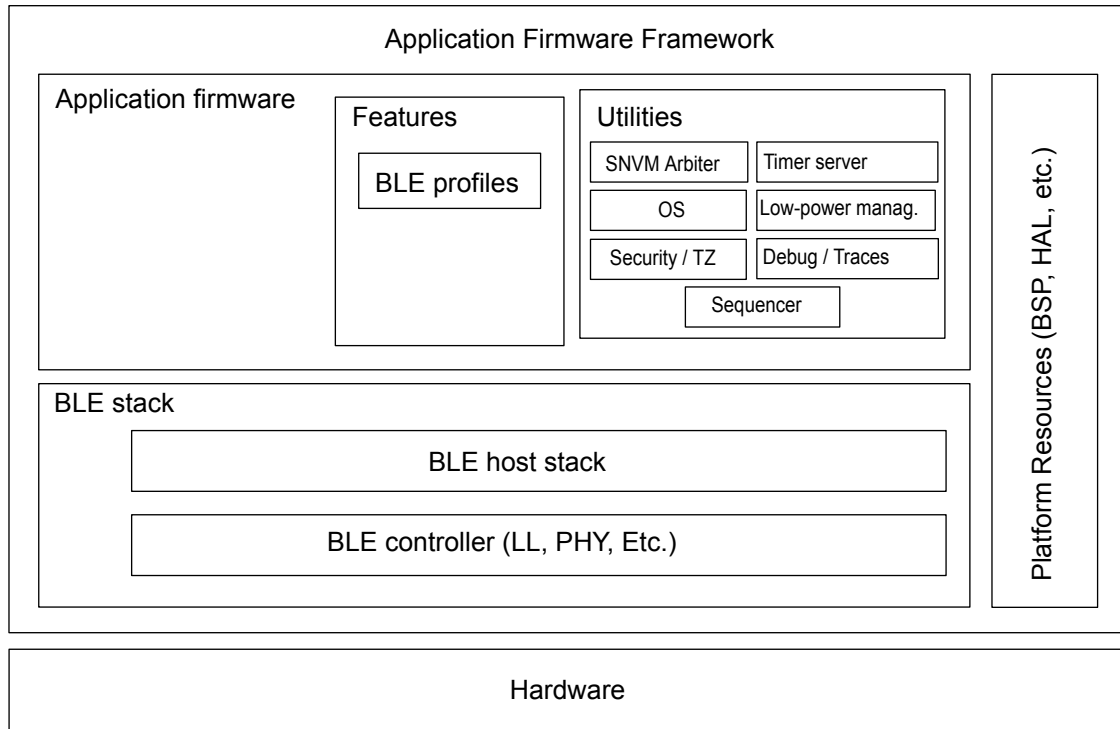 Application Firmware Framework
Application firmware
Features
BLE profiles
Utilities
SNVM Arbiter
Timer server
OS
Low-power manag.
Security / TZ
Debug / Traces
Sequencer
BLE stack
BLE host stack
BLE controller (LL, PHY, Etc.)
Platform Resources (BSP, HAL, etc.)
Hardware